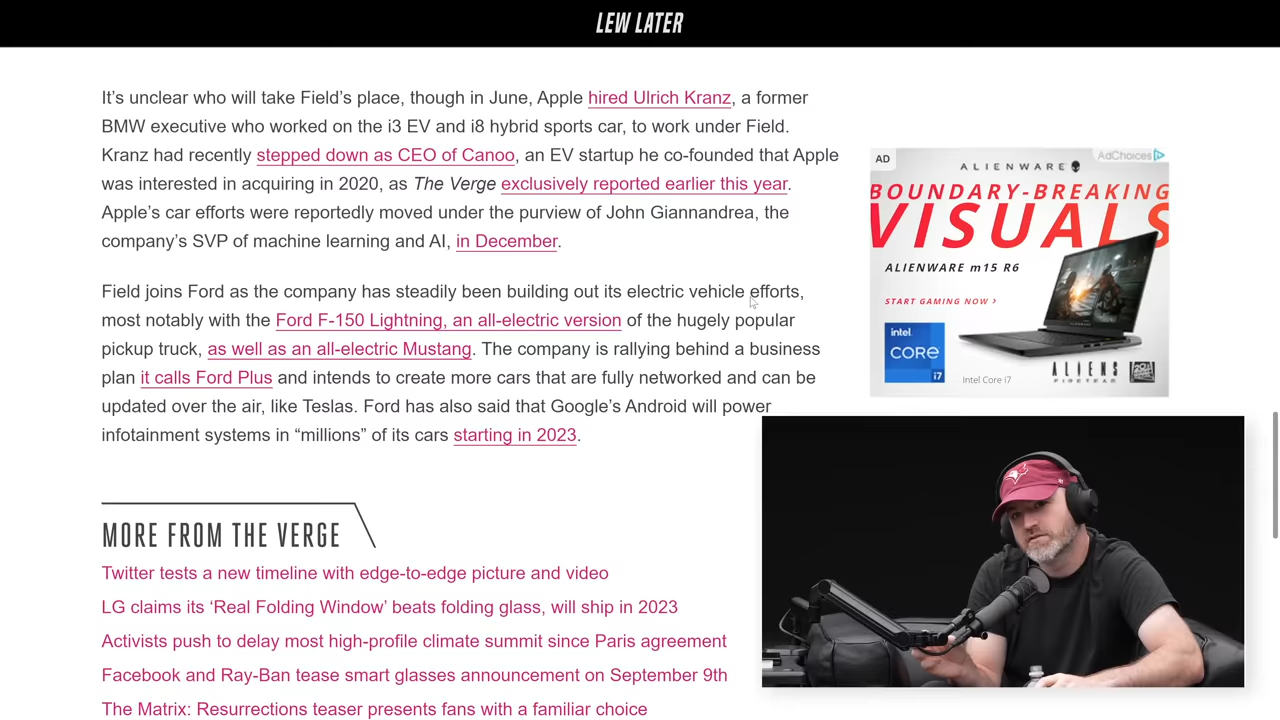 LEW LATER
It’s unclear who will take Field’s place, though in June, Apple hired Ulrich Kranz, a former
BMW executive who worked on the i3 EV and i8 hybrid sports car, to work under Field.
Kranz had recently stepped down as CEO of Canoo, an EV startup he co-founded that Apple
was interested in acquiring in 2020, as The Verge exclusively reported earlier this year.
Apple’s car efforts were reportedly moved under the purview of John Giannandrea, the
company’s SVP of machine learning and AI, in December.
Field joins Ford as the company has steadily been building out its electric vehicle efforts,
most notably with the Ford F-150 Lightning, an all-electric version of the hugely popular
pickup truck, as well as an all-electric Mustang. The company is rallying behind a business
plan it calls Ford Plus and intends to create more cars that are fully networked and can be
updated over the air, like Teslas. Ford has also said that Google’s Android will power
infotainment systems in “millions” of its cars starting in 2023.
AD
AdChoices
ALIENWARE
BOUNDARY-BREAKING
VISUALS
ALIENWARE m15 R6
START GAMING NOW >
intel
CORE
i7
Intel Core i7
ALIENS
FIRETEAM
MORE FROM THE VERGE
Twitter tests a new timeline with edge-to-edge picture and video
LG claims its ‘Real Folding Window’ beats folding glass, will ship in 2023
Activists push to delay most high-profile climate summit since Paris agreement
Facebook and Ray-Ban tease smart glasses announcement on September 9th
The Matrix: Resurrections teaser presents fans with a familiar choice